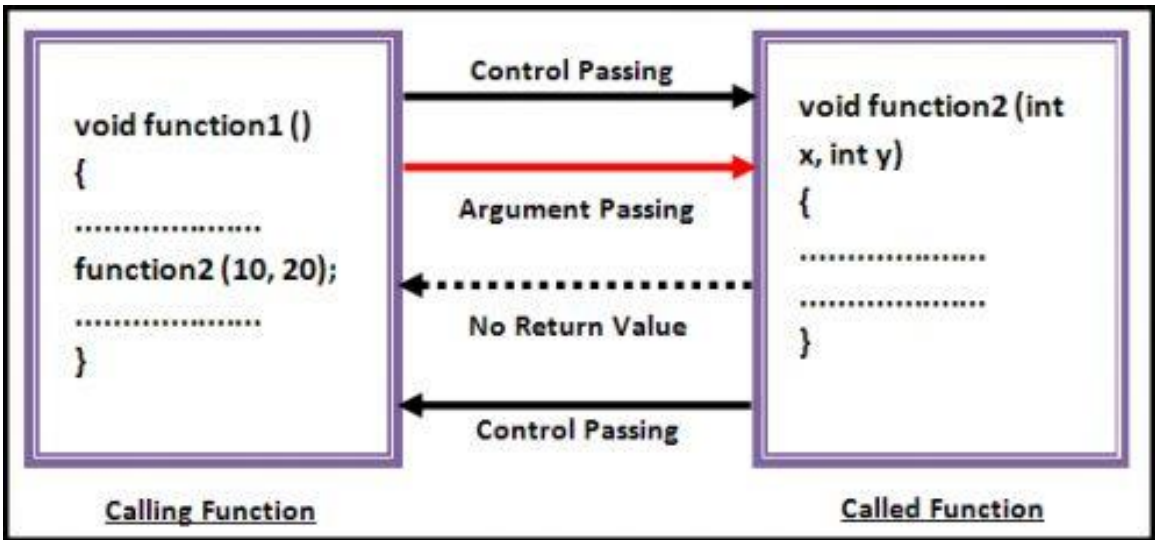 void function1 ()
{
...................
function2 (10, 20);
...................
}
Calling Function
Control Passing
Argument Passing
No Return Value
Control Passing
void function2 (int
x, int y)
{
...................
...................
}
Called Function